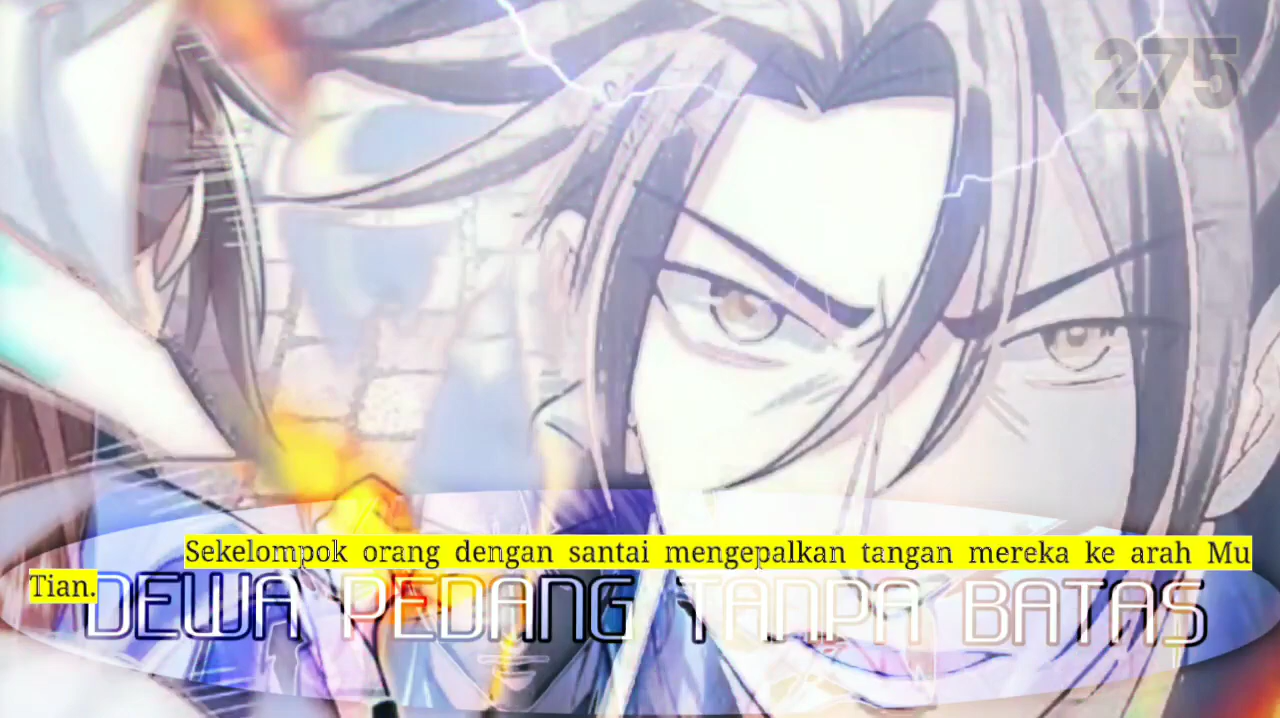 275
Sekelompok orang dengan santai mengepalkan tangan mereka ke arah Mu
Tian.
DEWA PEDANG TANPA BATAS